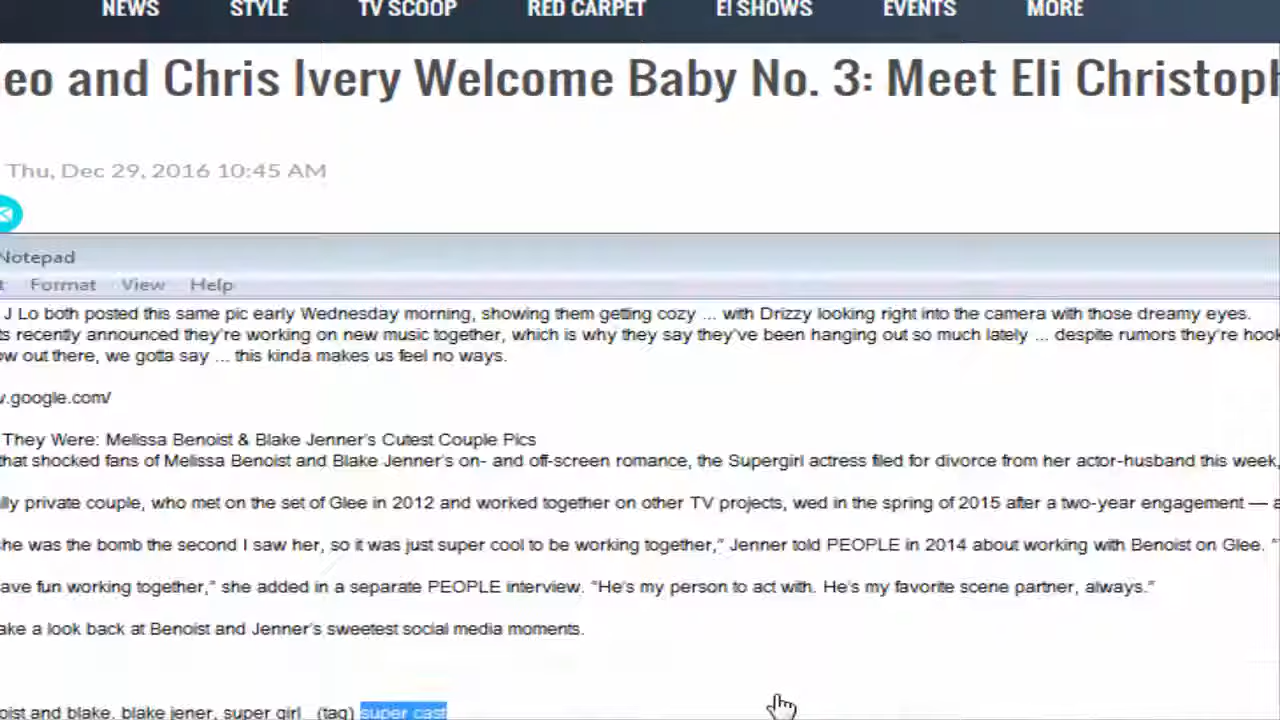 NEWS STYLE TV SCOOP RED CARPET E! SHOWS EVENTS MORE
eo and Chris Ivery Welcome Baby No. 3: Meet Eli Christoph
Thu, Dec 29, 2016 10:45 AM
Notepad
t Format View Help
J Lo both posted this same pic early Wednesday morning, showing them getting cozy ... with Drizzy looking right into the camera with those dreamy eyes.
ts recently announced they're working on new music together, which is why they say they've been hanging out so much lately ... despite rumors they're hook
ow out there, we gotta say ... this kinda makes us feel no ways.
v.google.com/
They Were: Melissa Benoist & Blake Jenner's Cutest Couple Pics
that shocked fans of Melissa Benoist and Blake Jenner's on- and off-screen romance, the Supergirl actress filed for divorce from her actor-husband this week,
lly private couple, who met on the set of Glee in 2012 and worked together on other TV projects, wed in the spring of 2015 after a two-year engagement — a
she was the bomb the second I saw her, so it was just super cool to be working together,” Jenner told PEOPLE in 2014 about working with Benoist on Glee. “
ave fun working together,” she added in a separate PEOPLE interview. “He’s my person to act with. He’s my favorite scene partner, always.”
ake a look back at Benoist and Jenner’s sweetest social media moments.
oist and blake, blake jener, super girl (tag) super cast